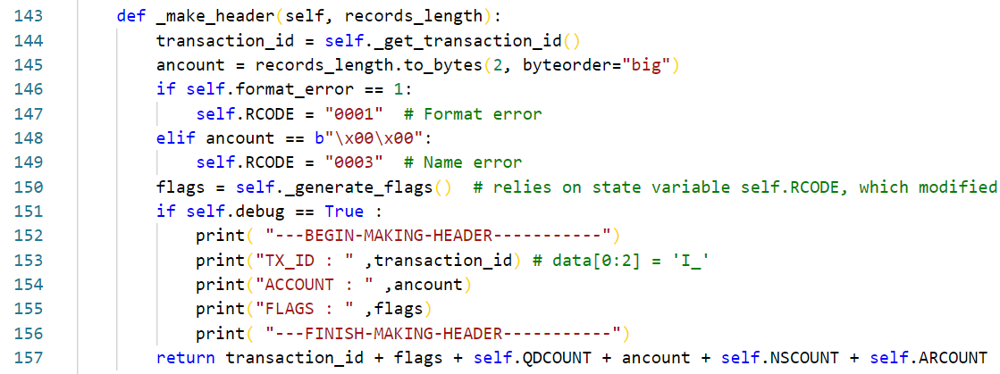 143 def _make_header(self, records_length):
144 transaction_id = self._get_transaction_id()
145 ancount = records_length.to_bytes(2, byteorder="big")
146 if self.format_error == 1:
147 self.RCODE = "0001"  # Format error
148 elif ancount == b"\x00\x00":
149 self.RCODE = "0003"  # Name error
150 flags = self._generate_flags()  # relies on state variable self.RCODE, which modified
151 if self.debug == True :
152 print( "---BEGIN-MAKING-HEADER-----------")
153 print("TX_ID : " ,transaction_id) # data[0:2] = 'I_'
154 print("ACCOUNT : " ,ancount)
155 print("FLAGS : " ,flags)
156 print( "---FINISH-MAKING-HEADER-----------")
157 return transaction_id + flags + self.QDCOUNT + ancount + self.NSCOUNT + self.ARCOUNT